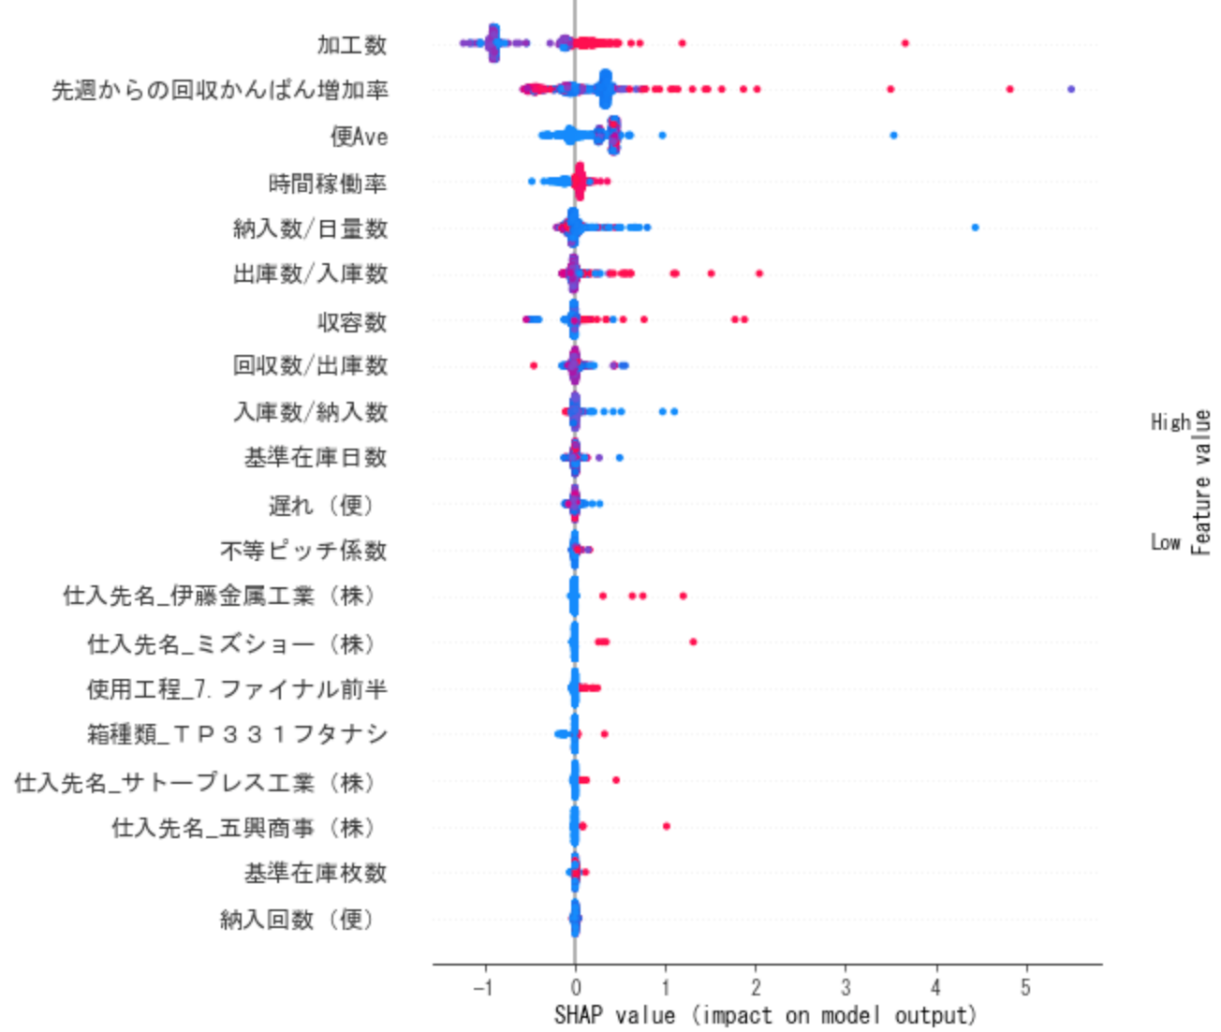 加工数
先週からの回収かんばん増加率
便Ave
時間稼働率
納入数/日量数
出庫数/入庫数
収容数
回収数/出庫数
入庫数/納入数
基準在庫日数
遅れ（便）
不等ピッチ係数
仕入先名_伊藤金属工業（株）
仕入先名_ミズショー（株）
使用工程_7.ファイナル前半
箱種類_ＴＰ３３１フタナシ
仕入先名_サトープレス工業（株）
仕入先名_五興商事（株）
基準在庫枚数
納入回数（便）
−1 0 1 2 3 4 5
SHAP value (impact on model output)
High
Low
Feature value